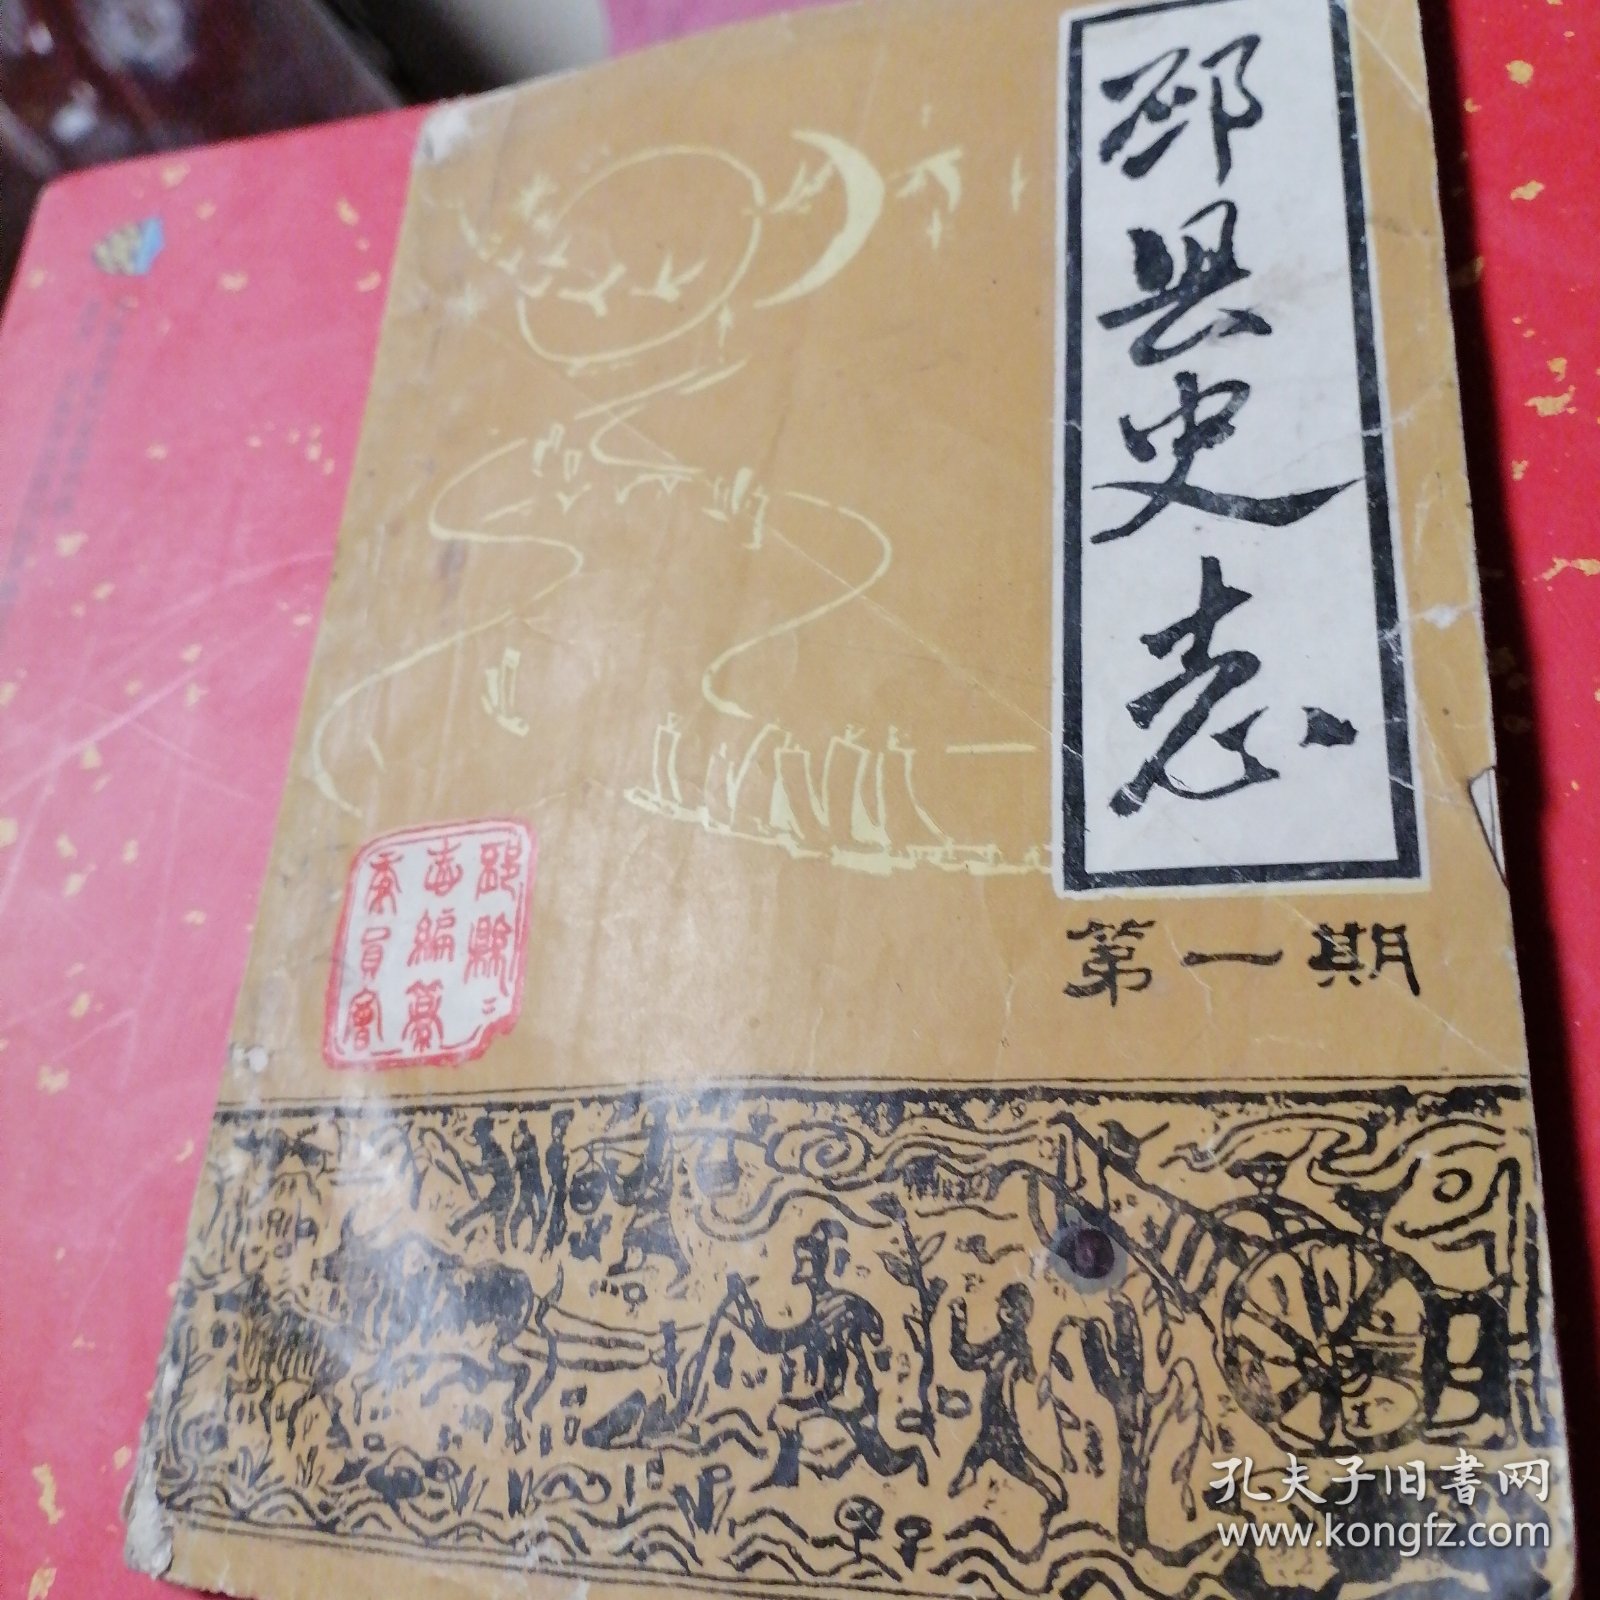 邳县史志
第一期
邳縣
志編纂
委員會
孔夫子旧書网
www.kongfz.com